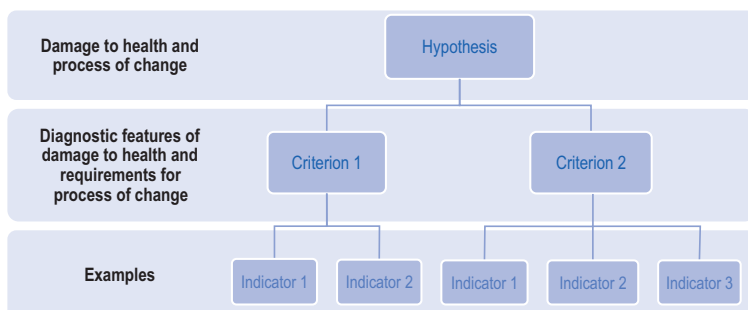 Damage to health and
process of change
Hypothesis
Diagnostic features of
damage to health and
requirements for
process of change
Criterion 1
Criterion 2
Examples
Indicator 1
Indicator 2
Indicator 1
Indicator 2
Indicator 3